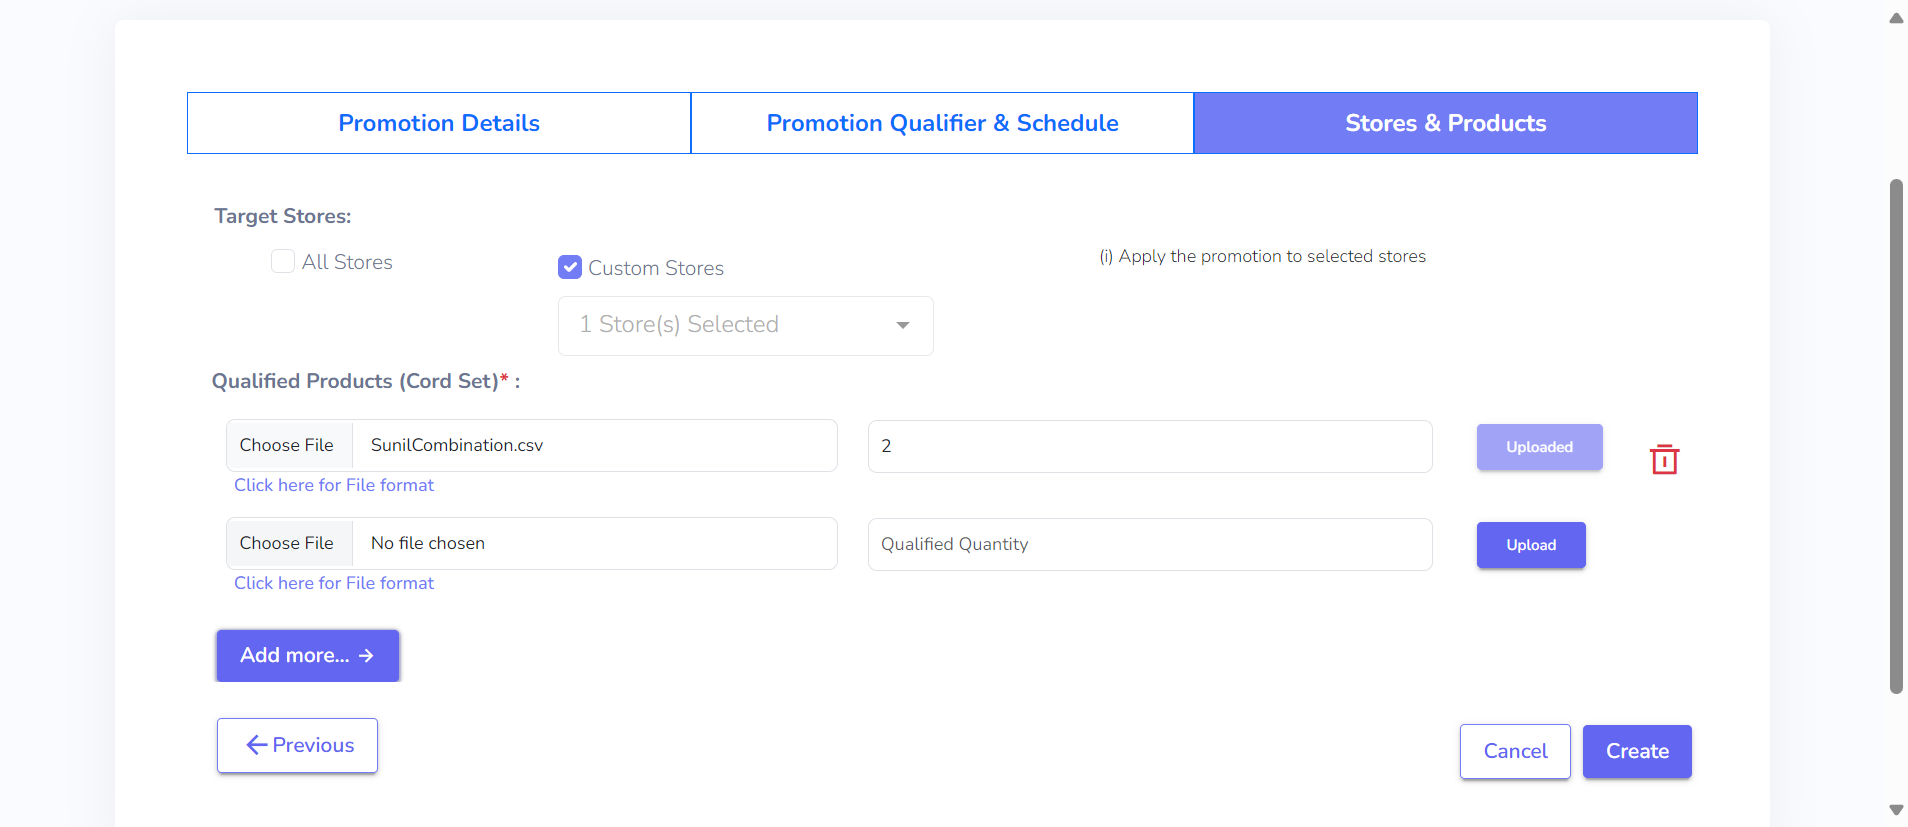 Promotion Details
Promotion Qualifier & Schedule
Stores & Products
Target Stores:
All Stores
Custom Stores
(i) Apply the promotion to selected stores
1 Store(s) Selected
Qualified Products (Cord Set)* :
Choose File
SunilCombination.csv
2
Uploaded
Click here for File format
Choose File
No file chosen
Qualified Quantity
Upload
Click here for File format
Add more...
Previous
Cancel
Create